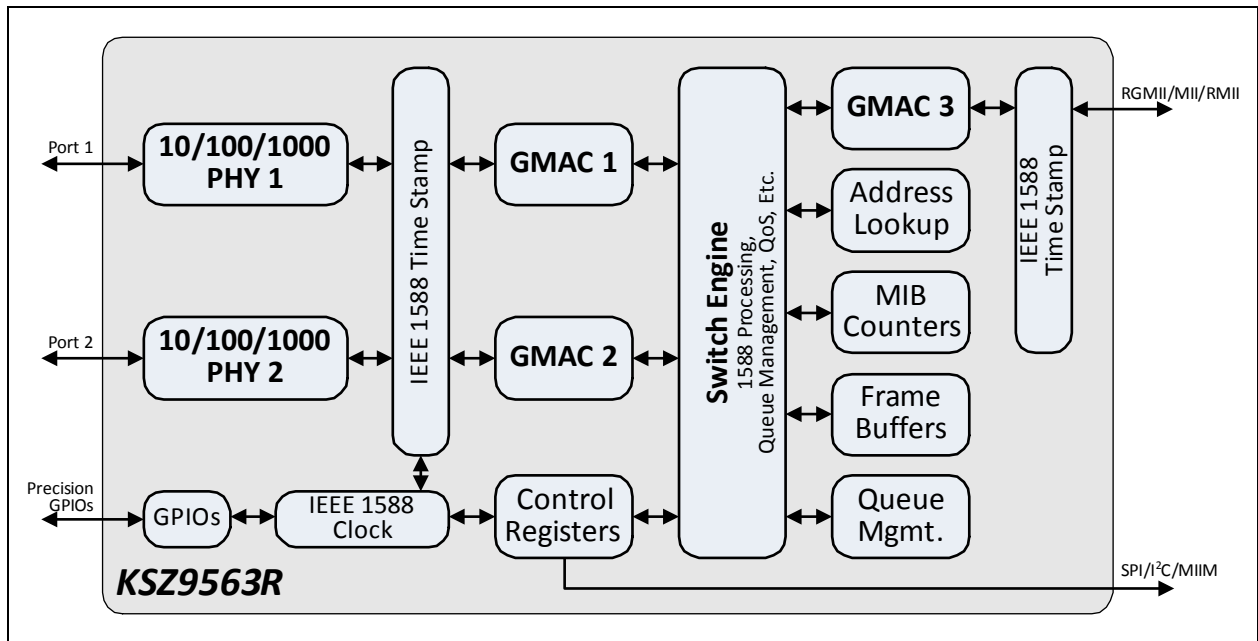 RGMII/MII/RMII
GMAC 3
Port 1
10/100/1000
PHY 1
IEEE 1588 Time Stamp
GMAC 1
Switch Engine
1588 Processing,
Queue Management, QoS, Etc.
Address
Lookup
IEEE 1588
Time Stamp
MIB
Counters
Port 2
10/100/1000
PHY 2
GMAC 2
Frame
Buffers
Precision
GPIOs
GPIOs
IEEE 1588
Clock
Control
Registers
Queue
Mgmt.
KSZ9563R
SPI/I²C/MIIM